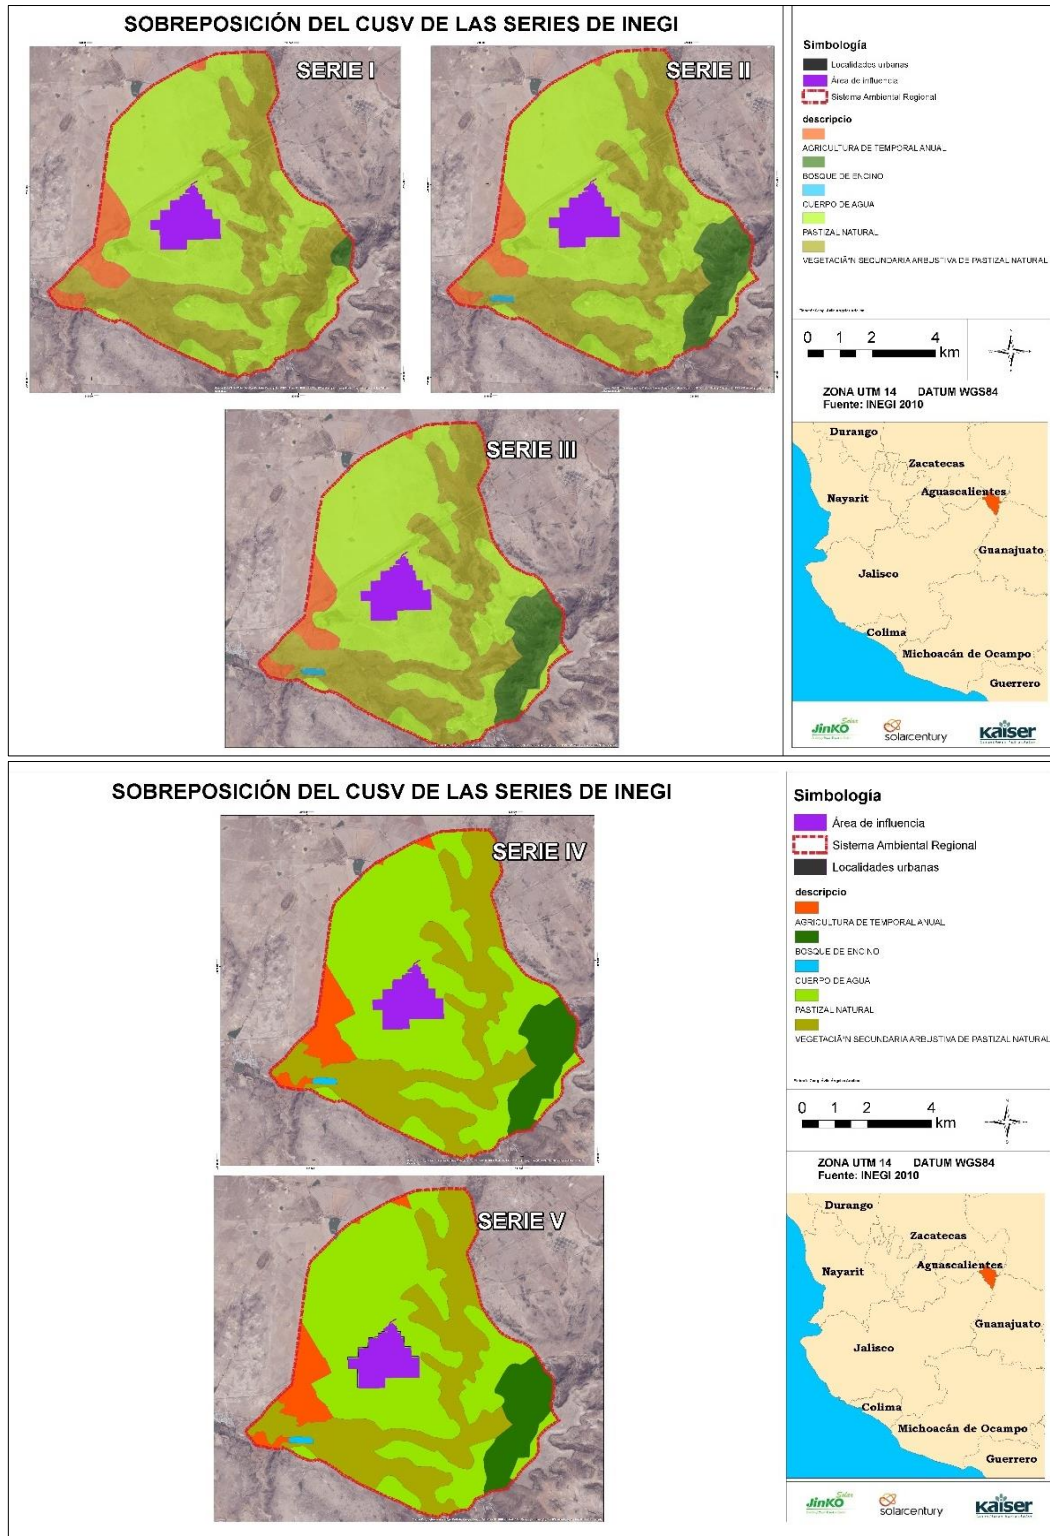 SOBREPOSICIÓN DEL CUSV DE LAS SERIES DE INEGI
SERIE I
SERIE II
SERIE III
Simbología
Localidades urbanas
Área de influencia
Sistema Ambiental Regional
descripcio
AGRICULTURA DE TEMPORAL ANUAL
BOSQUE DE ENCINO
CUERPO DE AGUA
PASTIZAL NATURAL
VEGETACIÃ"N SECUNDARIA ARBUSTIVA DE PASTIZAL NATURAL
0 1 2 4
km
ZONA UTM 14 DATUM WGS84
Fuente: INEGI 2010
Durango
Zacatecas
Nayarit
Aguascalientes
Guanajuato
Jalisco
Colima
Michoacán de Ocampo
Guerrero
JinKO Solar
solarcentury
Kaiser
SOBREPOSICIÓN DEL CUSV DE LAS SERIES DE INEGI
SERIE IV
SERIE V
Simbología
Área de influencia
Sistema Ambiental Regional
Localidades urbanas
descripcio
AGRICULTURA DE TEMPORAL ANUAL
BOSQUE DE ENCINO
CUERPO DE AGUA
PASTIZAL NATURAL
VEGETACIÃ"N SECUNDARIA ARBUSTIVA DE PASTIZAL NATURAL
0 1 2 4
km
ZONA UTM 14 DATUM WGS84
Fuente: INEGI 2010
Durango
Zacatecas
Nayarit
Aguascalientes
Guanajuato
Jalisco
Colima
Michoacán de Ocampo
Guerrero
JinKO Solar
solarcentury
Kaiser